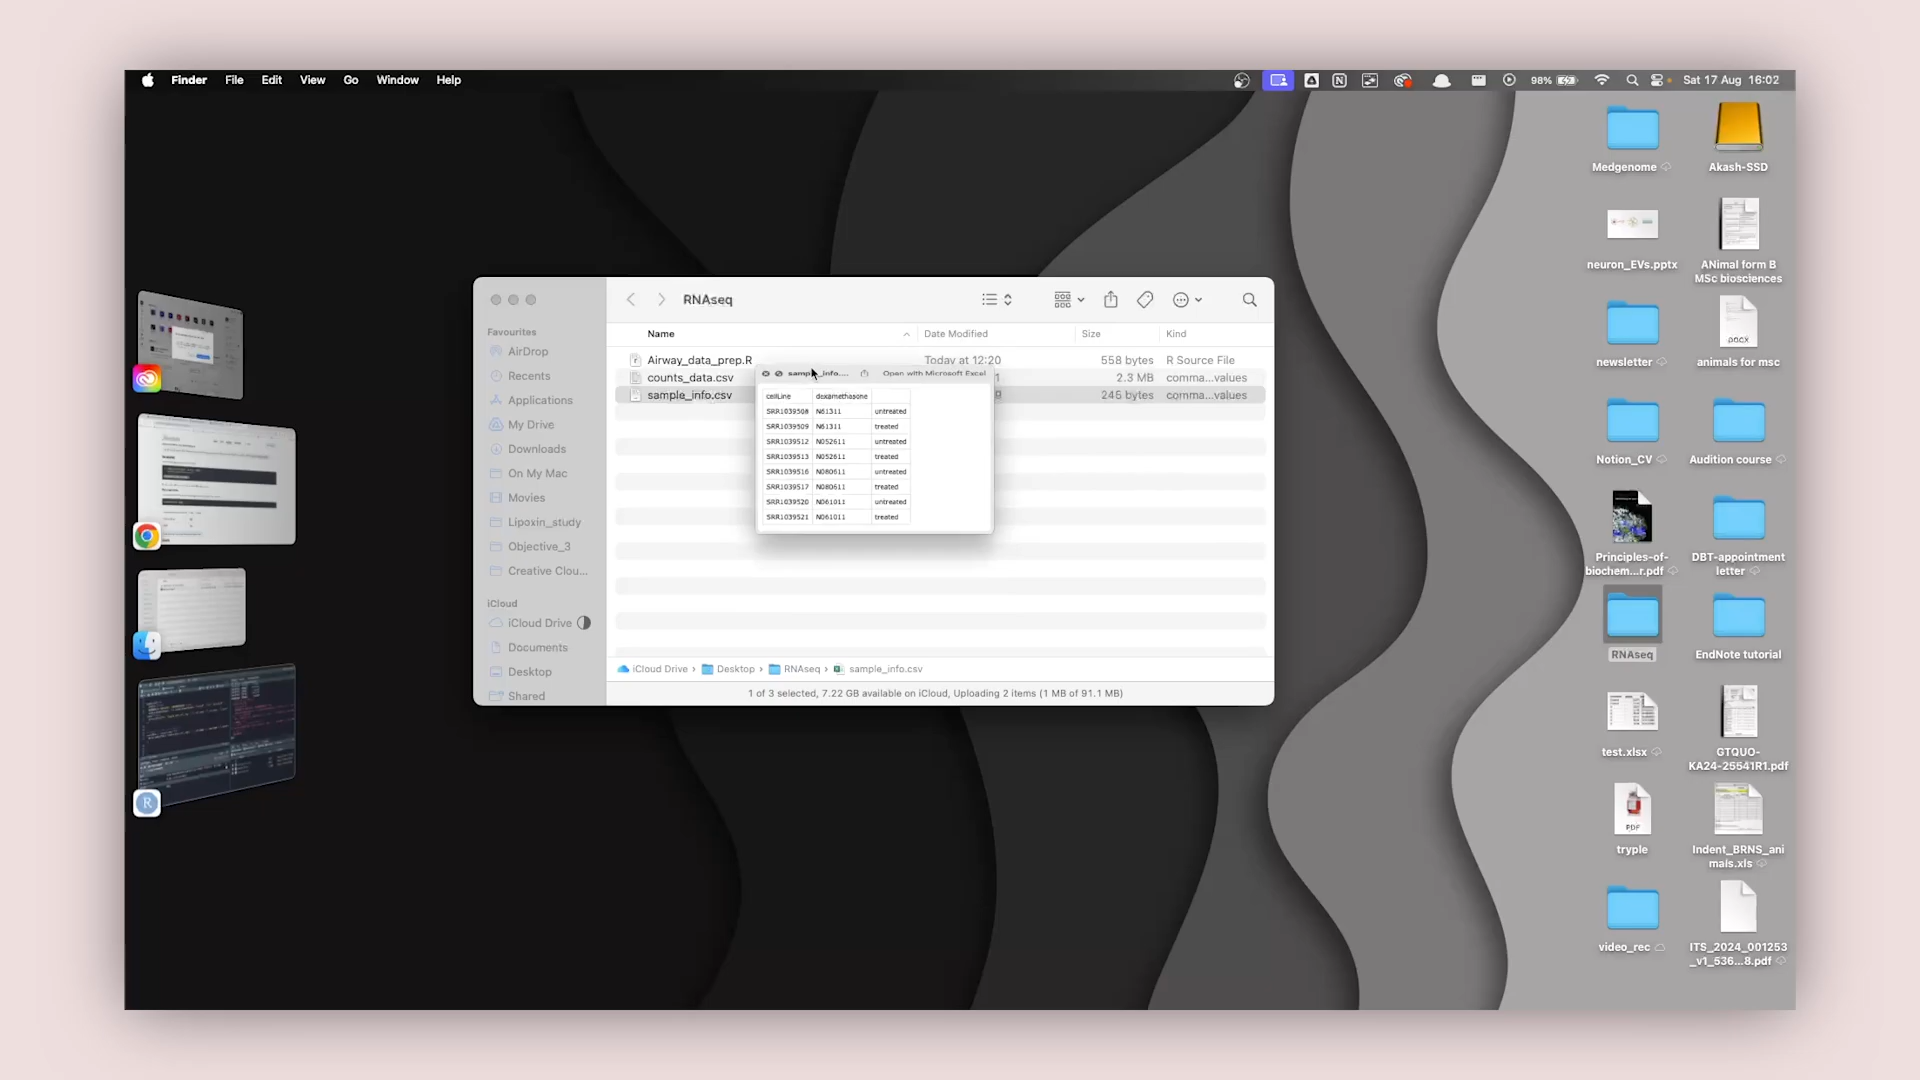 Finder File Edit View Go Window Help
98% Sat 17 Aug 16:02
RNAseq
Favourites
AirDrop
Recents
Applications
My Drive
Downloads
On My Mac
Movies
Lipoxin_study
Objective_3
Creative Clou...
iCloud
iCloud Drive
Documents
Desktop
Shared
Name Date Modified Size Kind
Airway_data_prep.R Today at 12:20 558 bytes R Source File
counts_data.csv 2.3 MB comma...values
sample_info.csv 245 bytes comma...values
sample_info.... Open with Microsoft Excel
cellLine dexamethasone
SRR1039508 N61311 untreated
SRR1039509 N61311 treated
SRR1039512 N052611 untreated
SRR1039513 N052611 treated
SRR1039516 N080611 untreated
SRR1039517 N080611 treated
SRR1039520 N061011 untreated
SRR1039521 N061011 treated
iCloud Drive › Desktop › RNAseq › sample_info.csv
1 of 3 selected, 7.22 GB available on iCloud, Uploading 2 items (1 MB of 91.1 MB)
Medgenome
Akash-SSD
neuron_EVs.pptx
ANimal form B
MSc biosciences
newsletter
DOCX
animals for msc
Notion_CV
Audition course
Principles-of-
biochem...r.pdf
DBT-appointment
letter
RNAseq
EndNote tutorial
test.xlsx
GTQUO-
KA24-25541R1.pdf
PDF
tryple
Indent_BRNS_ani
mals.xls
video_rec
ITS_2024_001253
_v1_536...8.pdf